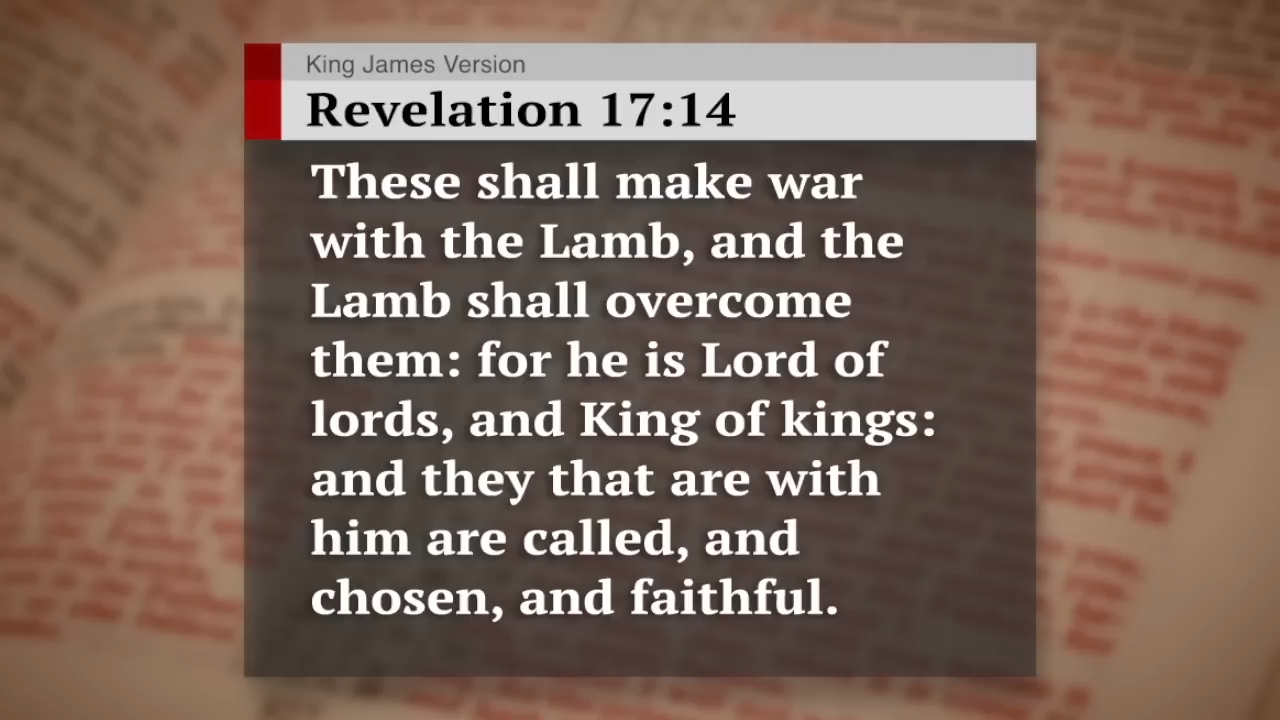 King James Version
Revelation 17:14
These shall make war
with the Lamb, and the
Lamb shall overcome
them: for he is Lord of
lords, and King of kings:
and they that are with
him are called, and
chosen, and faithful.